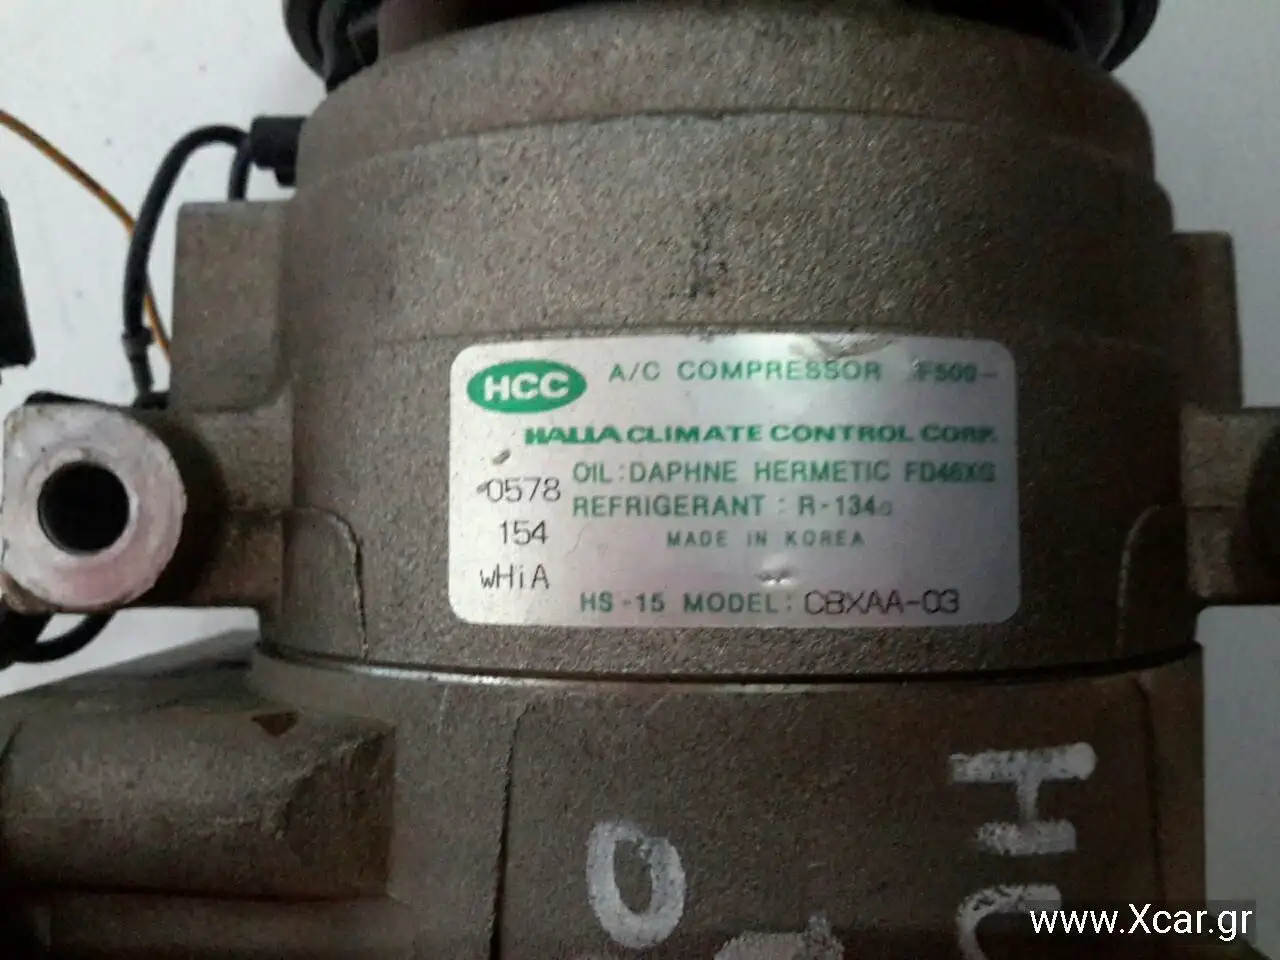 HCC
A/C COMPRESSOR F500-
HALLA CLIMATE CONTROL CORP.
OIL : DAPHNE HERMETIC FD46XG
0578
REFRIGERANT : R-134a
154
MADE IN KOREA
WHiA
HS-15 MODEL: CBXAA-03
H
O
www.Xcar.gr